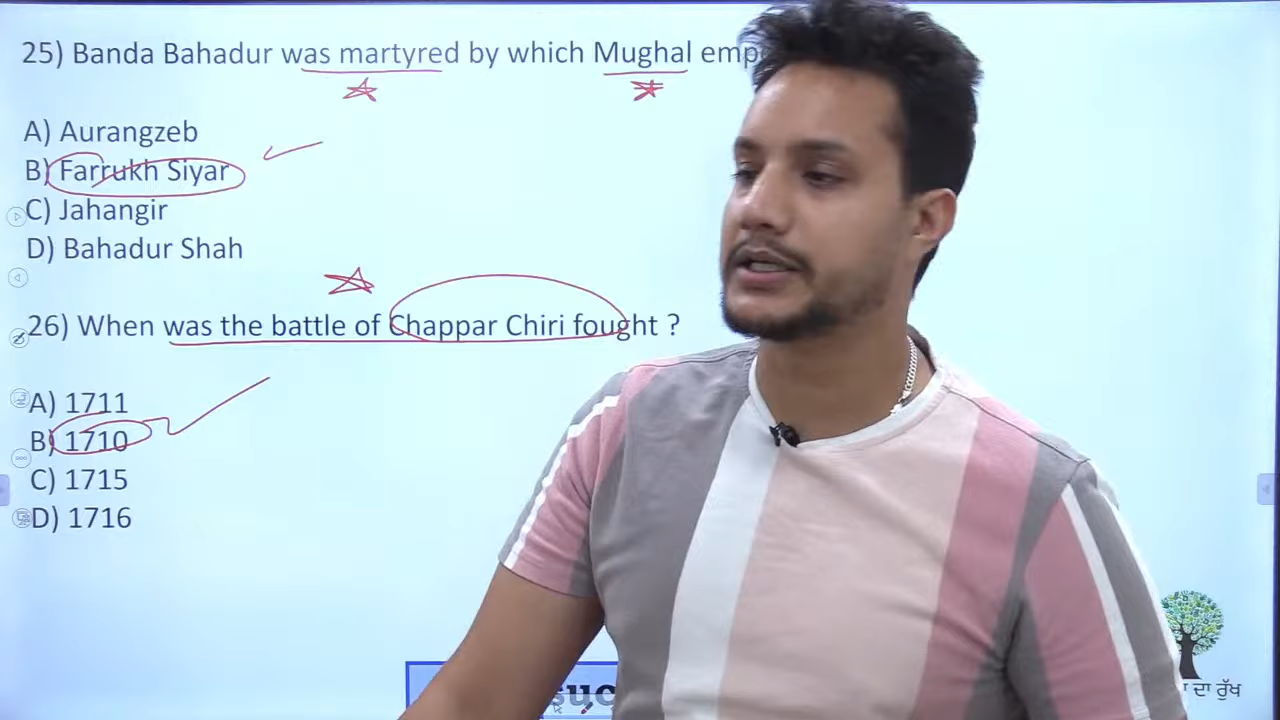 25) Banda Bahadur was martyred by which Mughal
A) Aurangzeb
B) Farrukh Siyar
C) Jahangir
D) Bahadur Shah
26) When was the battle of Chappar Chiri fought ?
A) 1711
B) 1710
C) 1715
D) 1716
ਦਾ ਰੁੱਖ